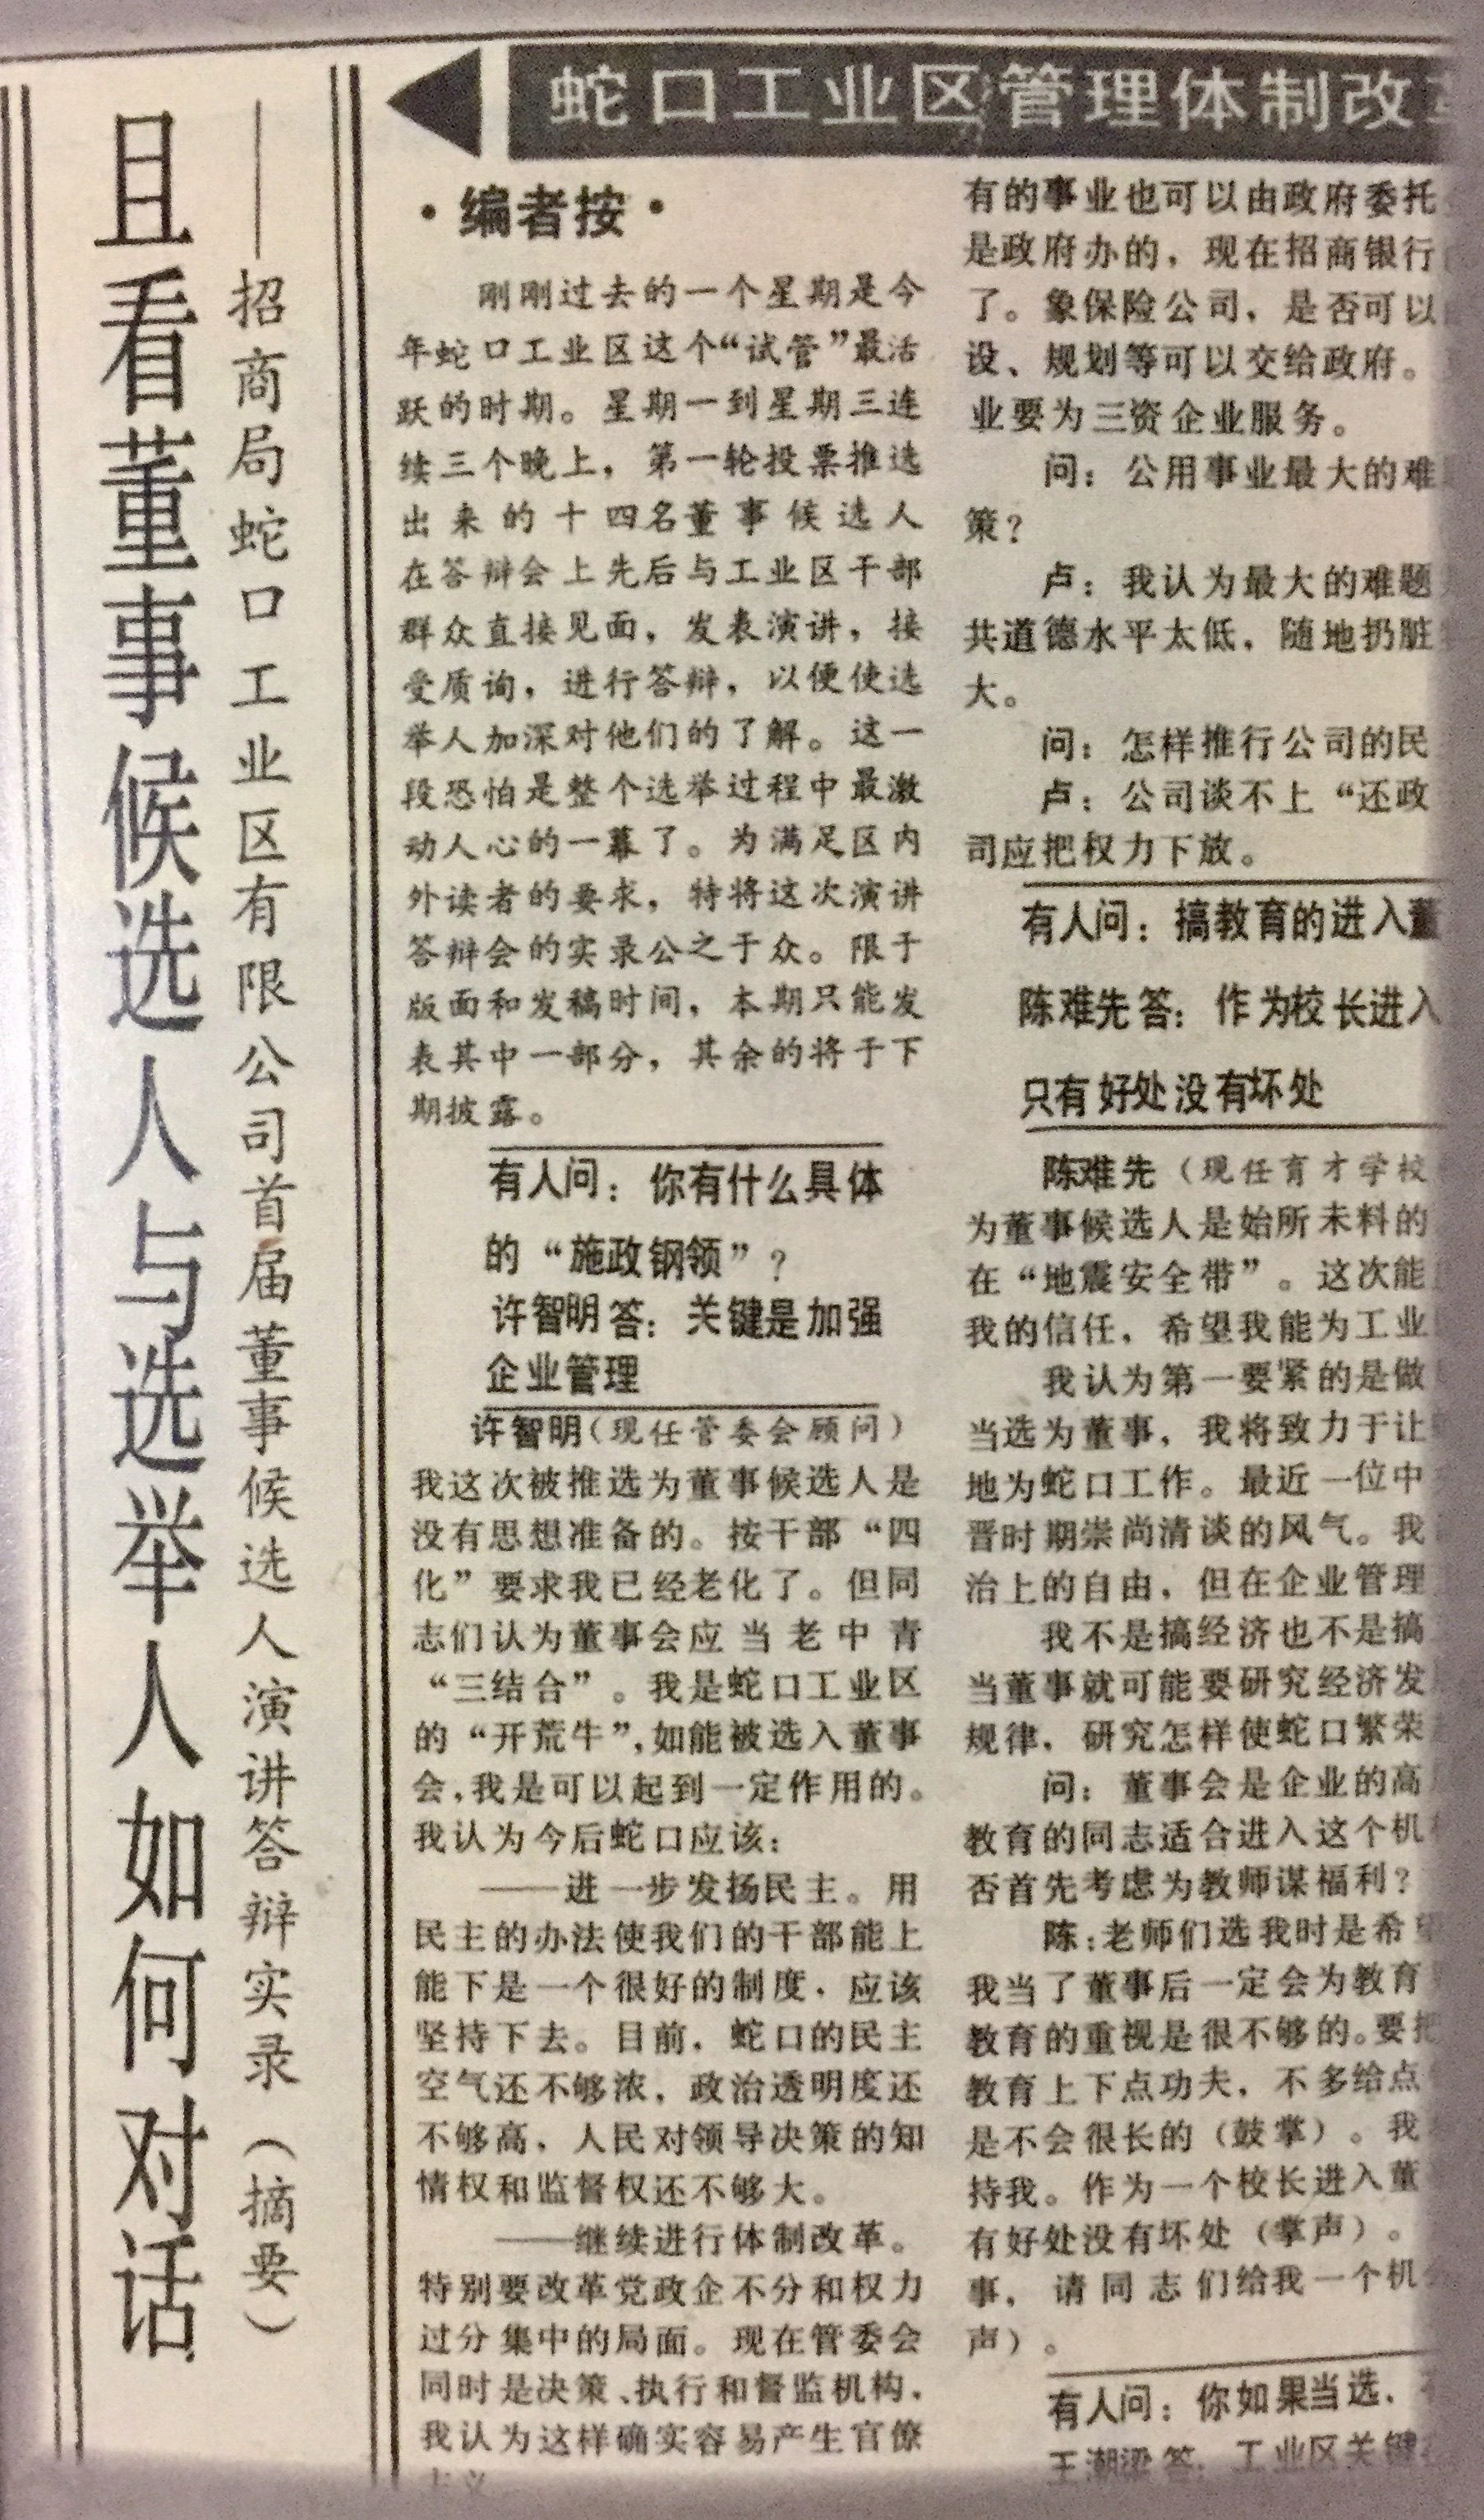 蛇口工业区管理体制改
且看董事候选人与选举人如何对话
——招商局蛇口工业区有限公司首届董事候选人演讲答辩实录（摘要）
·编者按·
刚刚过去的一个星期是今
年蛇口工业区这个“试管”最活
跃的时期。星期一到星期三连
续三个晚上，第一轮投票推选
出来的十四名董事候选人
在答辩会上先后与工业区干部
群众直接见面，发表演讲，接
受质询，进行答辩，以便使选
举人加深对他们的了解。这一
段恐怕是整个选举过程中最激
动人心的一幕了。为满足区内
外读者的要求，特将这次演讲
答辩会的实录公之于众。限于
版面和发稿时间，本期只能发
表其中一部分，其余的将于下
期披露。
有人问：你有什么具体
的“施政钢领”？
许智明答：关键是加强
企业管理
许智明（现任管委会顾问）
我这次被推选为董事候选人是
没有思想准备的。按干部“四
化”要求我已经老化了。但同
志们认为董事会应当老中青
“三结合”。我是蛇口工业区
的“开荒牛”，如能被选入董事
会，我是可以起到一定作用的。
我认为今后蛇口应该：
——进一步发扬民主。用
民主的办法使我们的干部能上
能下是一个很好的制度，应该
坚持下去。目前，蛇口的民主
空气还不够浓，政治透明度还
不够高，人民对领导决策的知
情权和监督权还不够大。
——继续进行体制改革。
特别要改革党政企不分和权力
过分集中的局面。现在管委会
同时是决策、执行和督监机构，
我认为这样确实容易产生官僚
有的事业也可以由政府委托
是政府办的，现在招商银行
了。象保险公司，是否可以
设、规划等可以交给政府。
业要为三资企业服务。
问：公用事业最大的难
策？
卢：我认为最大的难题
共道德水平太低，随地扔脏
大。
问：怎样推行公司的民
卢：公司谈不上“还政
司应把权力下放。
有人问：搞教育的进入董
陈难先答：作为校长进入
只有好处没有坏处
陈难先（现任育才学校
为董事候选人是始所未料的
在“地震安全带”。这次能
我的信任，希望我能为工业
我认为第一要紧的是做
当选为董事，我将致力于让
地为蛇口工作。最近一位中
晋时期崇尚清谈的风气。我
治上的自由，但在企业管理
我不是搞经济也不是搞
当董事就可能要研究经济发
规律，研究怎样使蛇口繁荣
问：董事会是企业的高
教育的同志适合进入这个机
否首先考虑为教师谋福利？
陈：老师们选我时是希望
我当了董事后一定会为教育
教育的重视是很不够的。要把
教育上下点功夫，不多给点
是不会很长的（鼓掌）。我
持我。作为一个校长进入董
有好处没有坏处（掌声）。
事，请同志们给我一个机
声）。
有人问：你如果当选，
王潮梁答：工业区关键